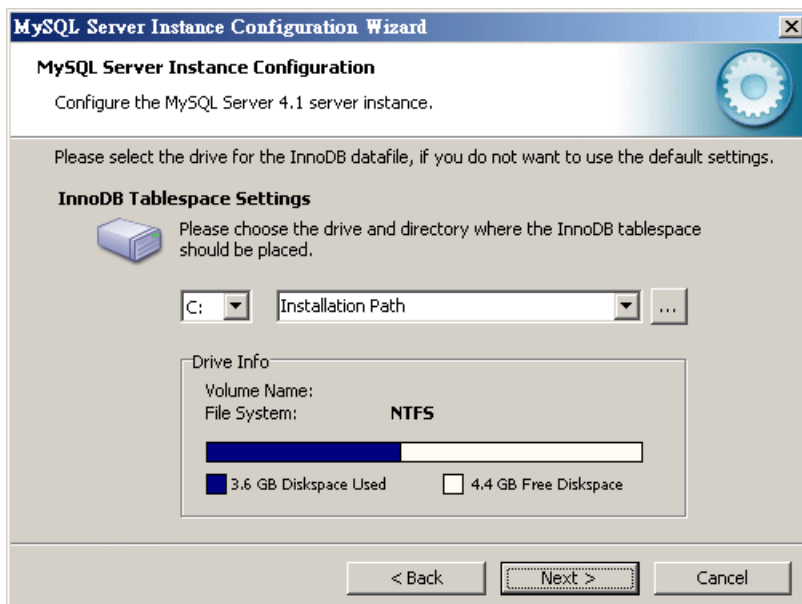 MySQL Server Instance Configuration Wizard
MySQL Server Instance Configuration
Configure the MySQL Server 4.1 server instance.
Please select the drive for the InnoDB datafile, if you do not want to use the default settings.
InnoDB Tablespace Settings
Please choose the drive and directory where the InnoDB tablespace
should be placed.
C: Installation Path ...
Drive Info
Volume Name:
File System: NTFS
3.6 GB Diskspace Used 4.4 GB Free Diskspace
< Back Next > Cancel